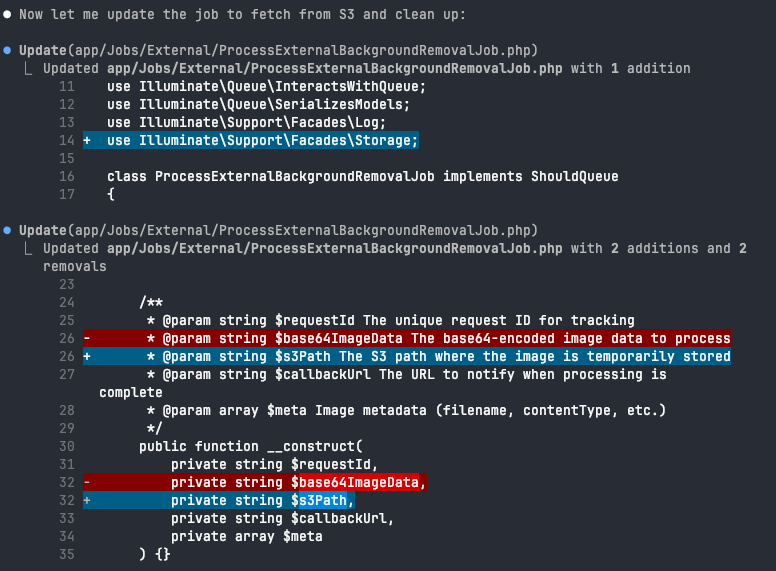 ● Now let me update the job to fetch from S3 and clean up:
● Update(app/Jobs/External/ProcessExternalBackgroundRemovalJob.php)
⎿ Updated app/Jobs/External/ProcessExternalBackgroundRemovalJob.php with 1 addition
11 use Illuminate\Queue\InteractsWithQueue;
12 use Illuminate\Queue\SerializesModels;
13 use Illuminate\Support\Facades\Log;
14 + use Illuminate\Support\Facades\Storage;
15
16 class ProcessExternalBackgroundRemovalJob implements ShouldQueue
17 {
● Update(app/Jobs/External/ProcessExternalBackgroundRemovalJob.php)
⎿ Updated app/Jobs/External/ProcessExternalBackgroundRemovalJob.php with 2 additions and 2
removals
23
24 /**
25 * @param string $requestId The unique request ID for tracking
26 - * @param string $base64ImageData The base64-encoded image data to process
26 + * @param string $s3Path The S3 path where the image is temporarily stored
27 * @param string $callbackUrl The URL to notify when processing is
complete
28 * @param array $meta Image metadata (filename, contentType, etc.)
29 */
30 public function __construct(
31 private string $requestId,
32 - private string $base64ImageData,
32 + private string $s3Path,
33 private string $callbackUrl,
34 private array $meta
35 ) {}